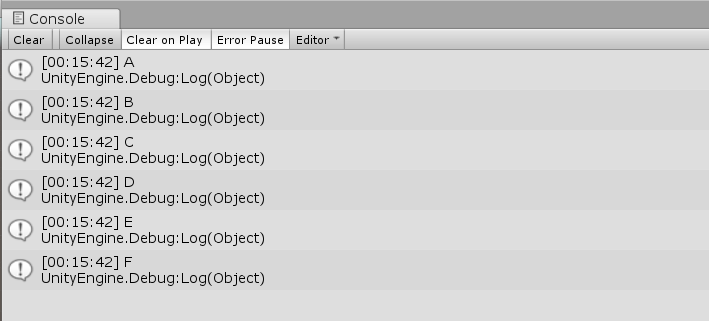 Console
Clear Collapse Clear on Play Error Pause Editor
[00:15:42] A
UnityEngine.Debug:Log(Object)
[00:15:42] B
UnityEngine.Debug:Log(Object)
[00:15:42] C
UnityEngine.Debug:Log(Object)
[00:15:42] D
UnityEngine.Debug:Log(Object)
[00:15:42] E
UnityEngine.Debug:Log(Object)
[00:15:42] F
UnityEngine.Debug:Log(Object)